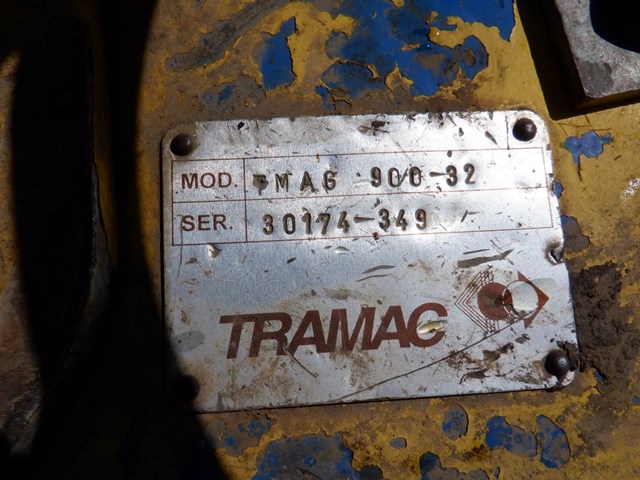 MOD. TMAG 900-32
SER. 30174-349
TRAMAC